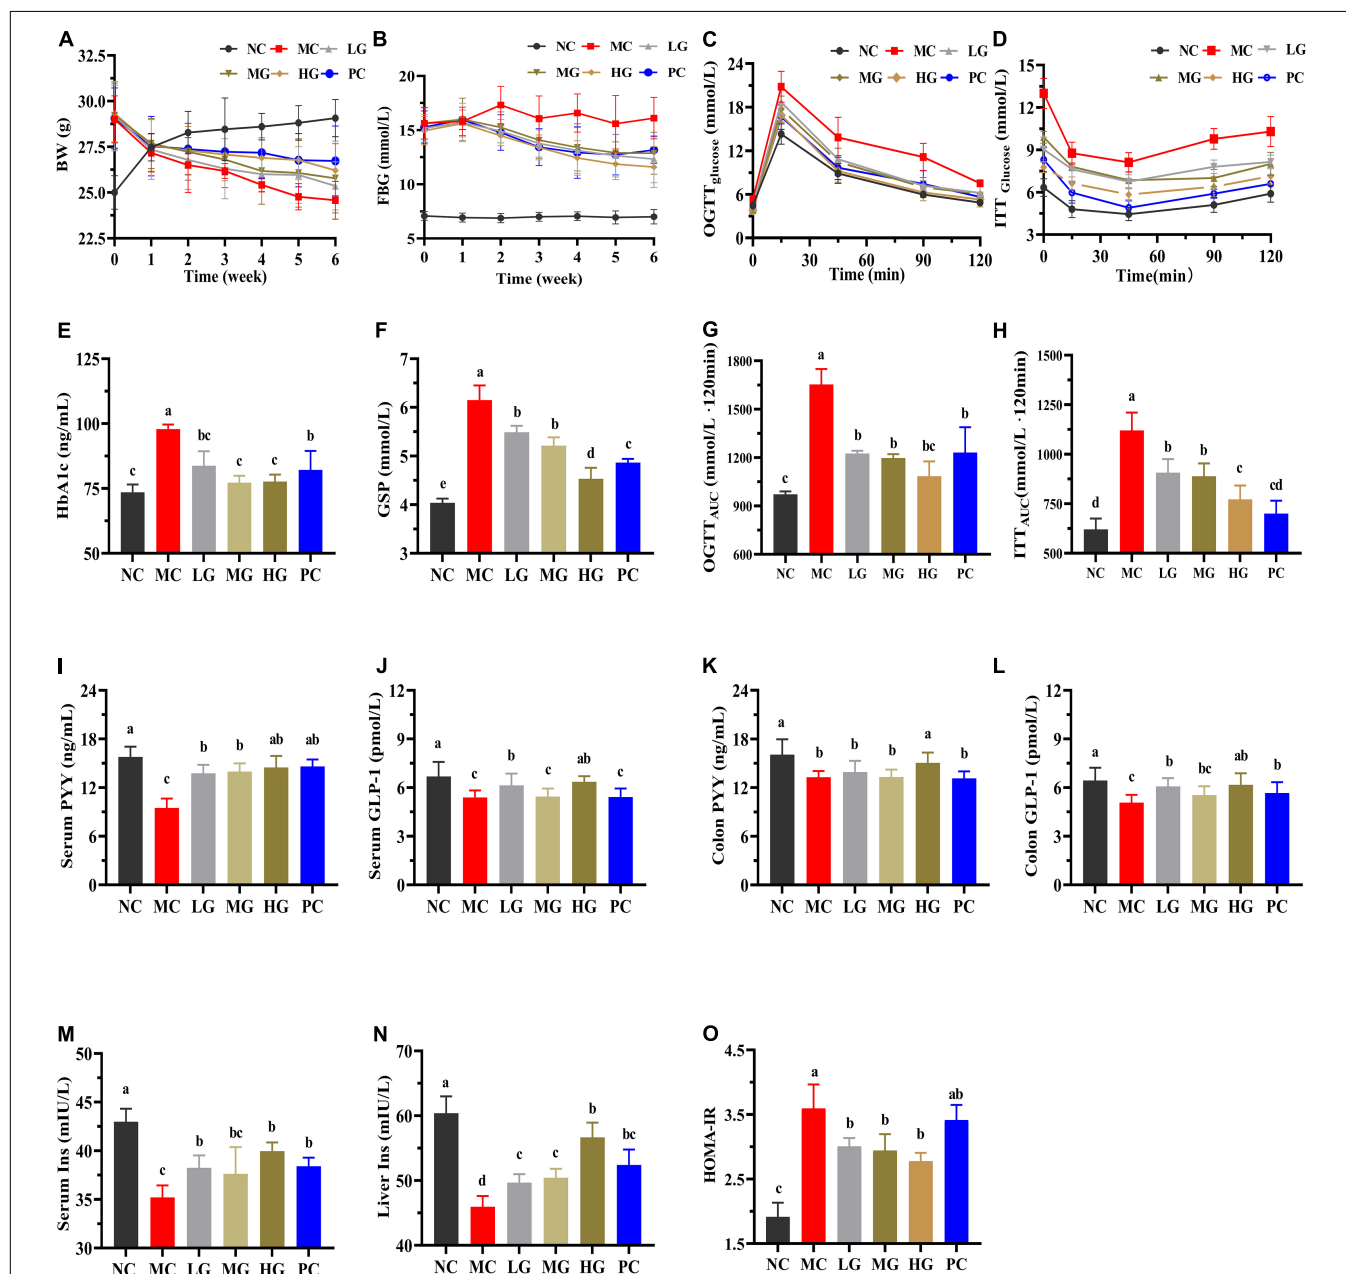 A
NC MC LG
MG HG PC
BW (g)
32.5
30.0
27.5
25.0
22.5
0 1 2 3 4 5 6
Time (week)
B
NC MC LG
MG HG PC
FBG (mmol/L)
20
15
10
5
0 1 2 3 4 5 6
Time (week)
C
NC MC LG
MG HG PC
OGTTglucose (mmol/L)
24
18
12
6
0
0 30 60 90 120
Time (min)
D
NC MC LG
MG HG PC
ITT Glucose (mmol/L)
15
12
9
6
3
0 30 60 90 120
Time(min)
E
HbA1c (ng/mL)
125
100
75
50
c a bc c c b
NC MC LG MG HG PC
F
GSP (mmol/L)
7
6
5
4
3
e a b b d c
NC MC LG MG HG PC
G
OGTTAUC (mmol/L ·120min)
1800
1500
1200
900
600
c a b b bc b
NC MC LG MG HG PC
H
ITTAUC(mmol/L ·120min)
1500
1250
1000
750
500
d a b b c cd
NC MC LG MG HG PC
I
Serum PYY (ng/mL)
24
18
12
6
0
a c b b ab ab
NC MC LG MG HG PC
J
Serum GLP-1 (pmol/L)
12
9
6
3
0
a c b c ab c
NC MC LG MG HG PC
K
Colon PYY (ng/mL)
24
18
12
6
0
a b b b a b
NC MC LG MG HG PC
L
Colon GLP-1 (pmol/L)
12
9
6
3
0
a c b bc ab b
NC MC LG MG HG PC
M
Serum Ins (mIU/L)
50
45
40
35
30
a c b bc b b
NC MC LG MG HG PC
N
Liver Ins (mIU/L)
70
60
50
40
a d c c b bc
NC MC LG MG HG PC
O
HOMA-IR
4.5
3.5
2.5
1.5
c a b b b ab
NC MC LG MG HG PC